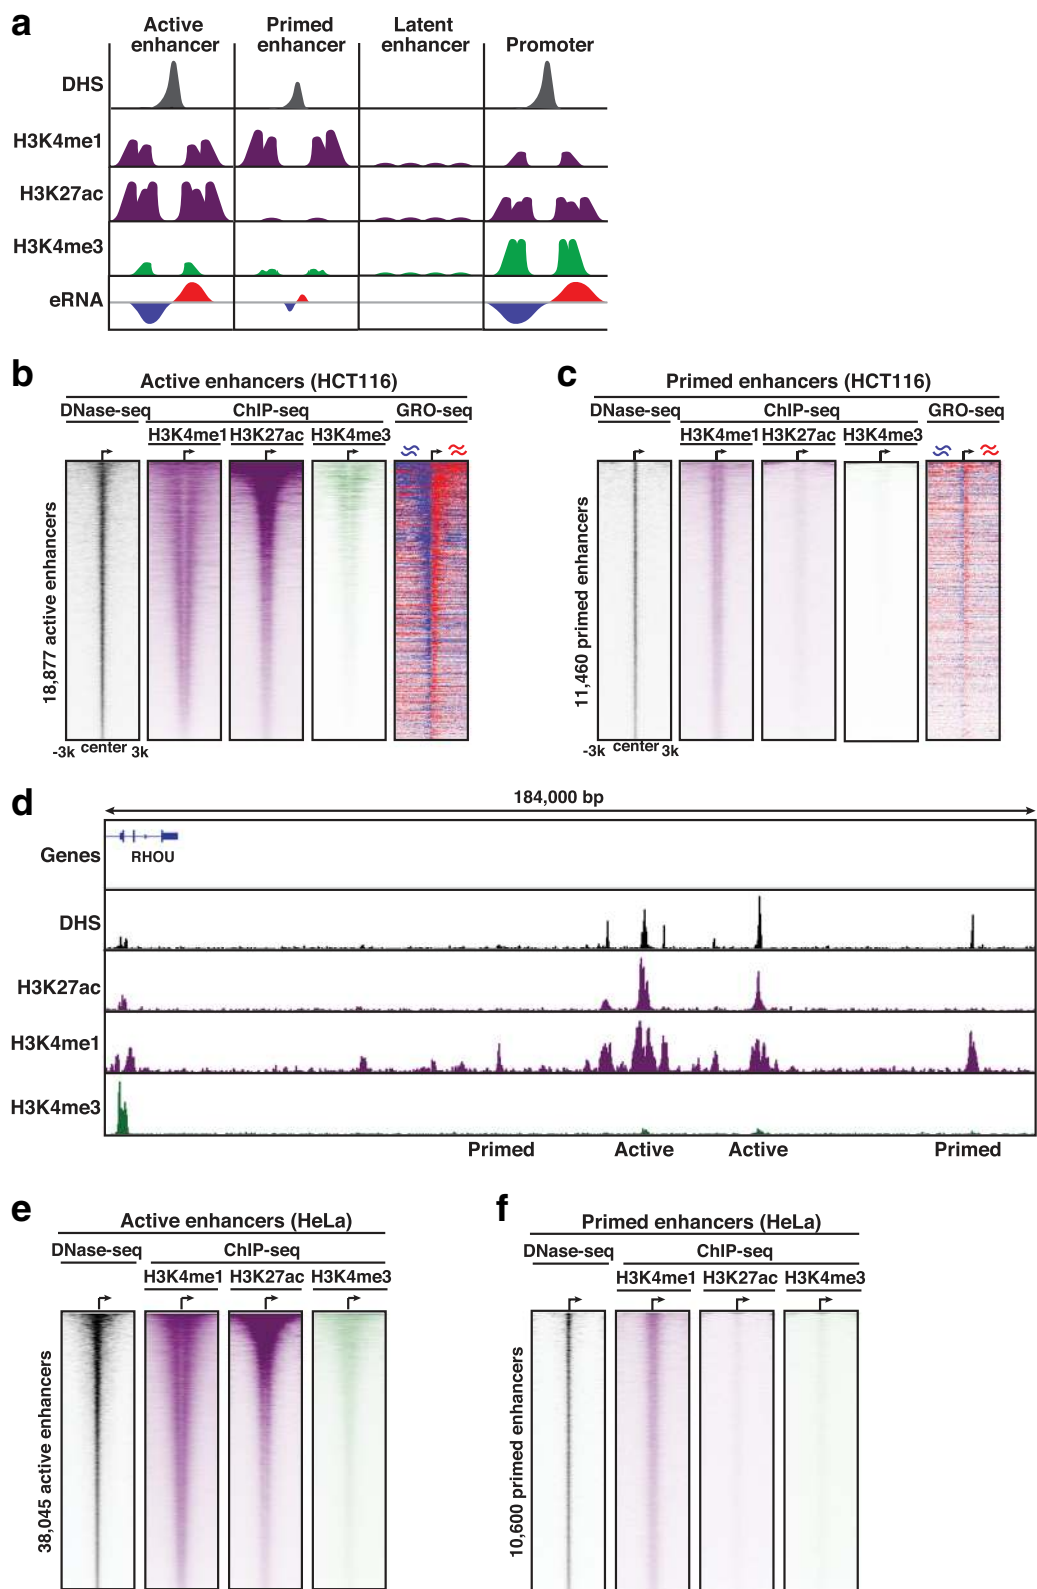 a
Active enhancer
Primed enhancer
Latent enhancer
Promoter
DHS
H3K4me1
H3K27ac
H3K4me3
eRNA
b
Active enhancers (HCT116)
DNase-seq
ChIP-seq
GRO-seq
H3K4me1
H3K27ac
H3K4me3
18,877 active enhancers
-3k
center
3k
c
Primed enhancers (HCT116)
DNase-seq
ChIP-seq
GRO-seq
H3K4me1
H3K27ac
H3K4me3
11,460 primed enhancers
-3k
center
3k
d
184,000 bp
Genes
RHOU
DHS
H3K27ac
H3K4me1
H3K4me3
Primed
Active
Active
Primed
e
Active enhancers (HeLa)
DNase-seq
ChIP-seq
H3K4me1
H3K27ac
H3K4me3
38,045 active enhancers
f
Primed enhancers (HeLa)
DNase-seq
ChIP-seq
H3K4me1
H3K27ac
H3K4me3
10,600 primed enhancers